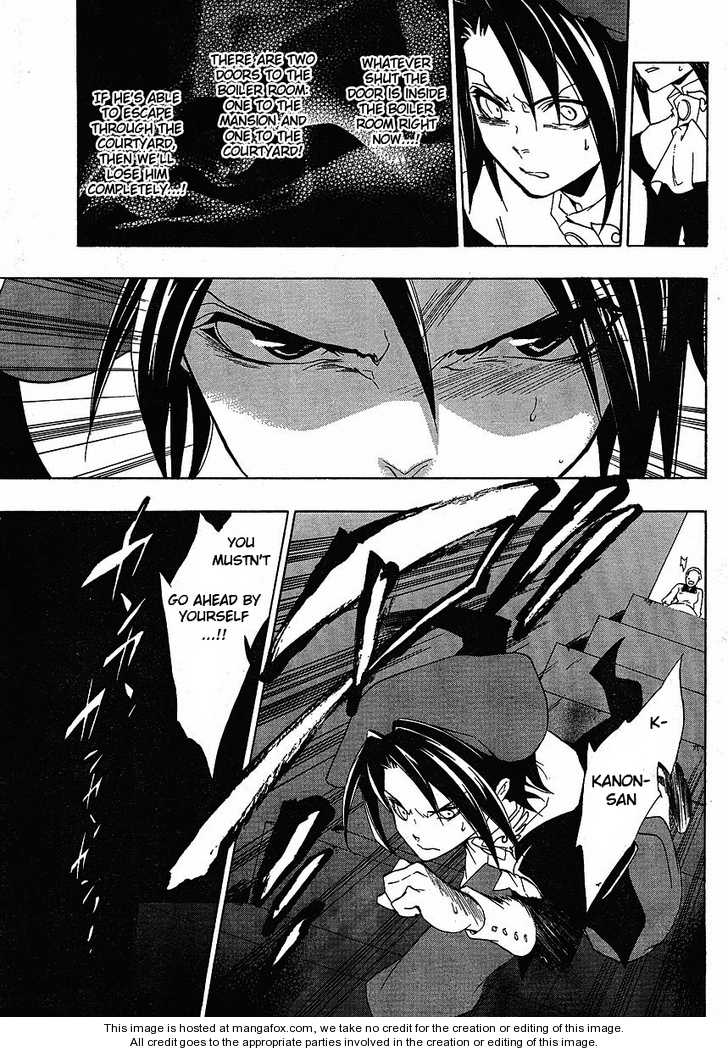 WHATEVER
SHUT THE
DOOR IS INSIDE
THE BOILER
ROOM RIGHT
NOW...!
THERE ARE TWO
DOORS TO THE
BOILER ROOM:
ONE TO THE
MANSION AND
ONE TO THE
COURTYARD!
IF HE'S ABLE
TO ESCAPE
THROUGH THE
COURTYARD,
THEN WE'LL
LOSE HIM
COMPLETELY...!
K-
KANON-
SAN
YOU
MUSTN'T
GO AHEAD BY
YOURSELF
...!!
This image is hosted at mangafox.com, we take no credit for the creation or editing of this image.
All credit goes to the appropriate parties involved in the creation or editing of this image.